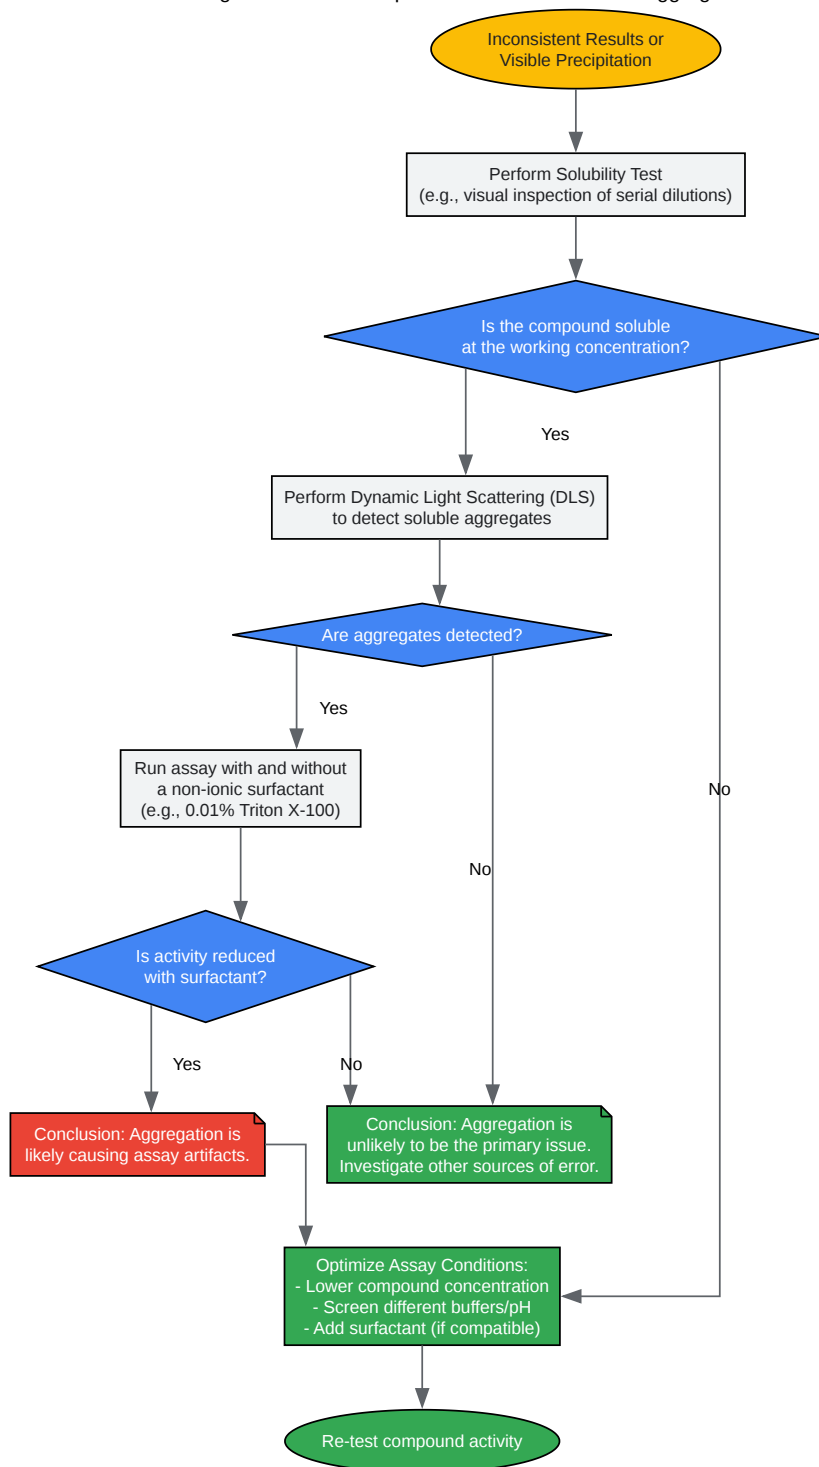 Inconsistent Results or
Visible Precipitation
Perform Solubility Test
(e.g., visual inspection of serial dilutions)
Is the compound soluble
at the working concentration?
Yes
Perform Dynamic Light Scattering (DLS)
to detect soluble aggregates
Are aggregates detected?
Yes
Run assay with and without
a non-ionic surfactant
(e.g., 0.01% Triton X-100)
No
No
Is activity reduced
with surfactant?
Yes
No
Conclusion: Aggregation is
likely causing assay artifacts.
Conclusion: Aggregation is
unlikely to be the primary issue.
Investigate other sources of error.
Optimize Assay Conditions:
- Lower compound concentration
- Screen different buffers/pH
- Add surfactant (if compatible)
Re-test compound activity